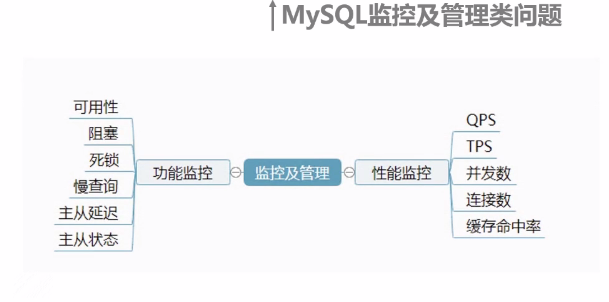 MySQL监控及管理类问题
可用性
阻塞
死锁
慢查询
主从延迟
主从状态
功能监控
监控及管理
性能监控
QPS
TPS
并发数
连接数
缓存命中率